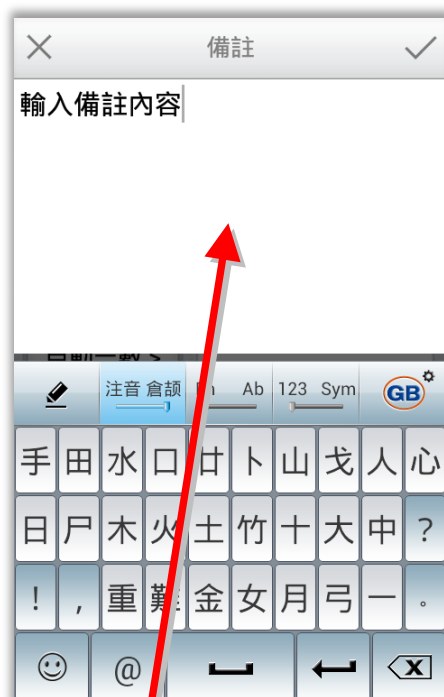 備註
輸入備註內容
注音 倉頡 Ab 123 Sym GB
手 田 水 口 廿 卜 山 戈 人 心
日 尸 木 火 土 竹 十 大 中 ?
! , 重 難 金 女 月 弓 一 。
@